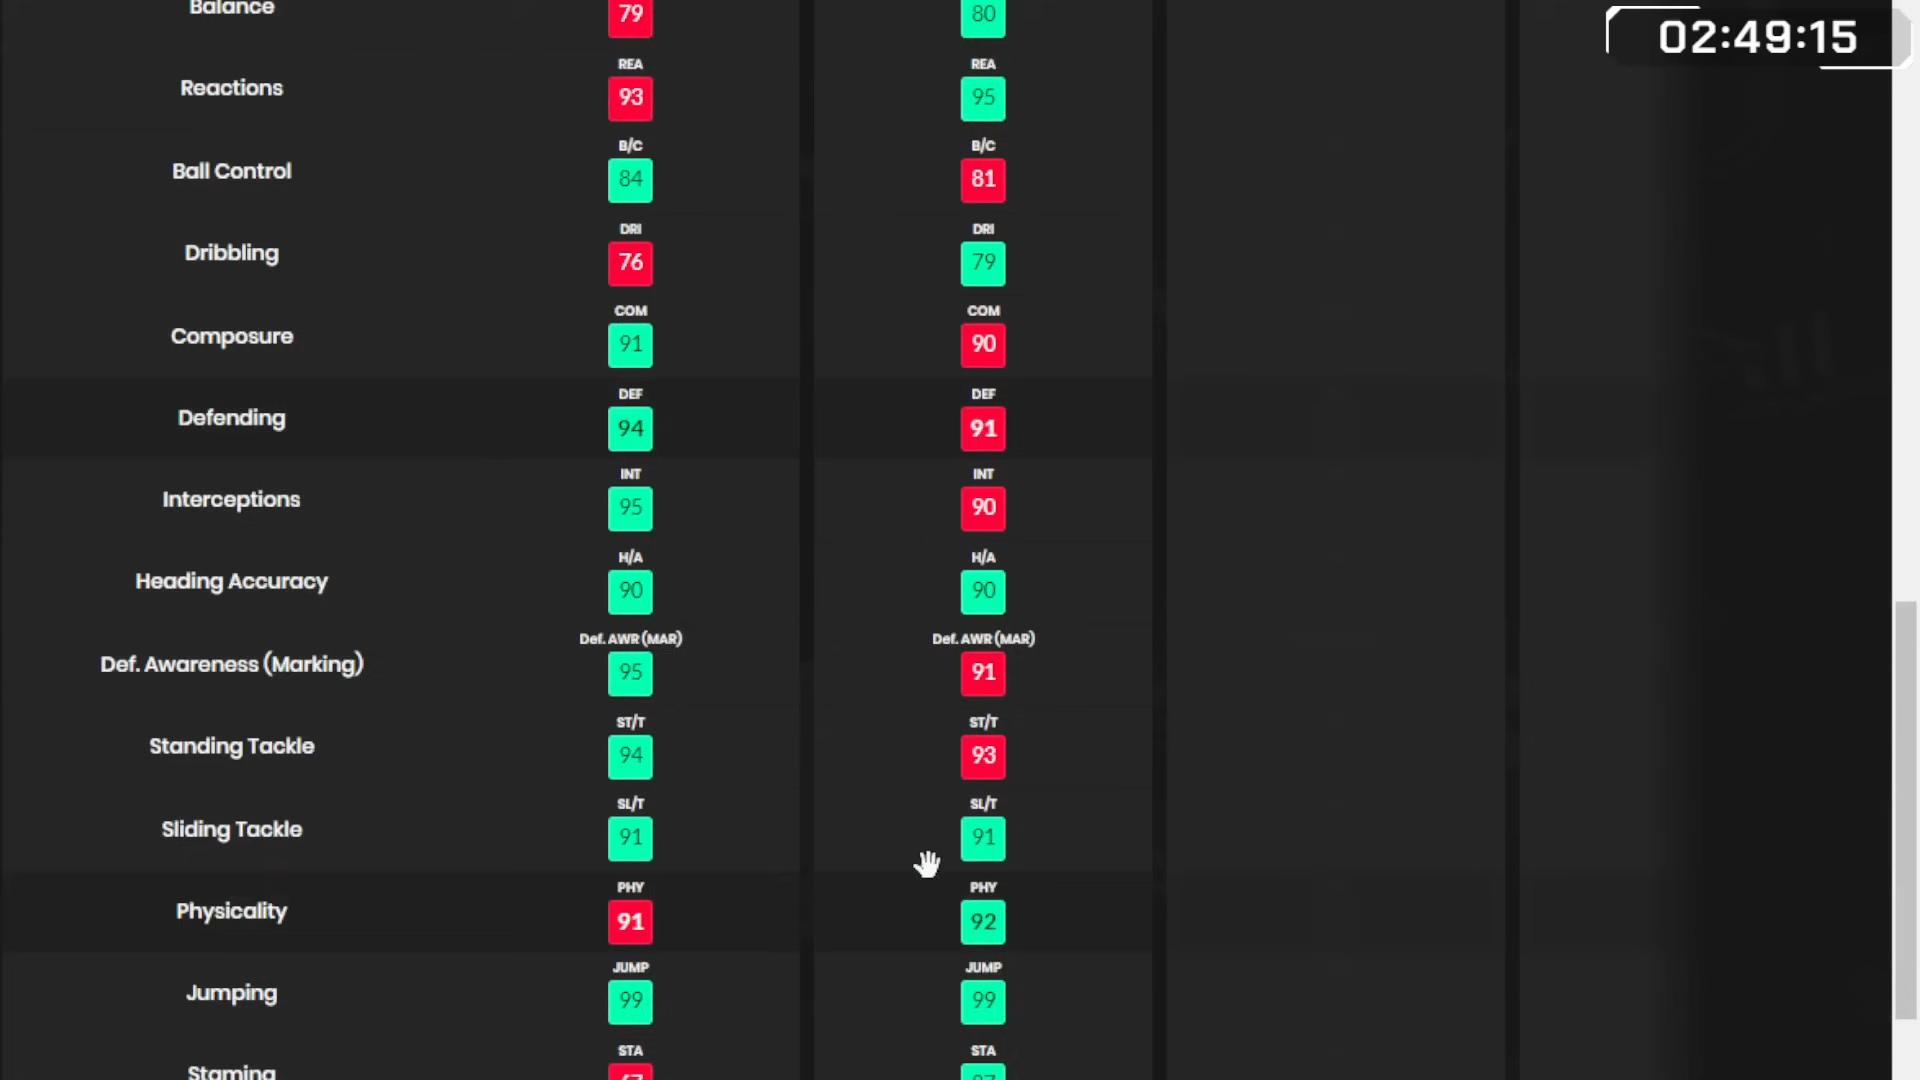 02:49:15
Balance 79 80
REA REA
Reactions 93 95
B/C B/C
Ball Control 84 81
DRI DRI
Dribbling 76 79
COM COM
Composure 91 90
DEF DEF
Defending 94 91
INT INT
Interceptions 95 90
H/A H/A
Heading Accuracy 90 90
Def. AWR (MAR) Def. AWR (MAR)
Def. Awareness (Marking) 95 91
ST/T ST/T
Standing Tackle 94 93
SL/T SL/T
Sliding Tackle 91 91
PHY PHY
Physicality 91 92
JUMP JUMP
Jumping 99 99
STA STA
Stamina